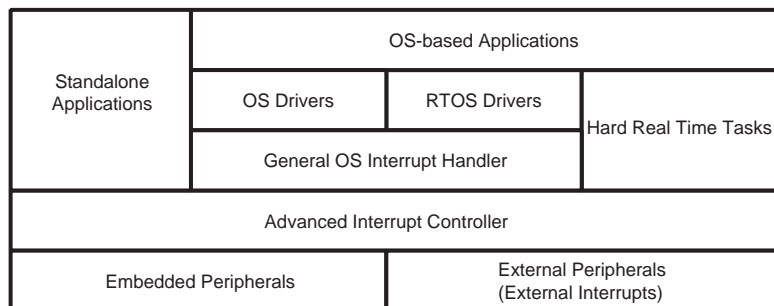 OS-based Applications
Standalone
Applications
OS Drivers
RTOS Drivers
Hard Real Time Tasks
General OS Interrupt Handler
Advanced Interrupt Controller
Embedded Peripherals
External Peripherals
(External Interrupts)